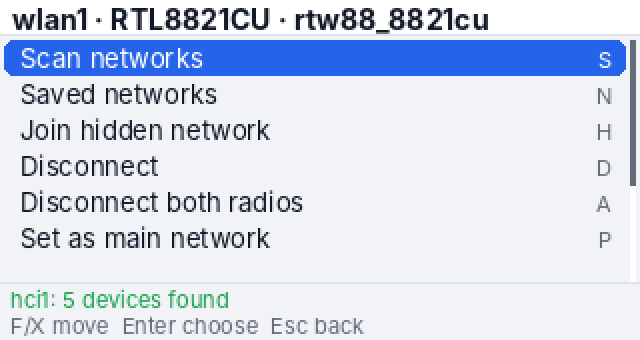 wlan1 · RTL8821CU · rtw88_8821cu
Scan networks S
Saved networks N
Join hidden network H
Disconnect D
Disconnect both radios A
Set as main network P
hci1: 5 devices found
F/X move Enter choose Esc back